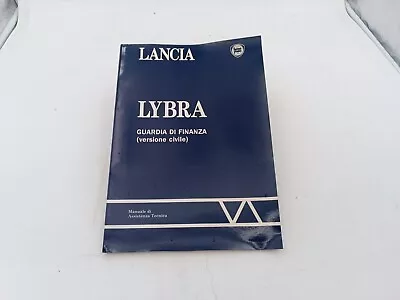 LANCIA
LYBRA
GUARDIA DI FINANZA
(versione civile)
Manuale di
Assistenza Tecnica